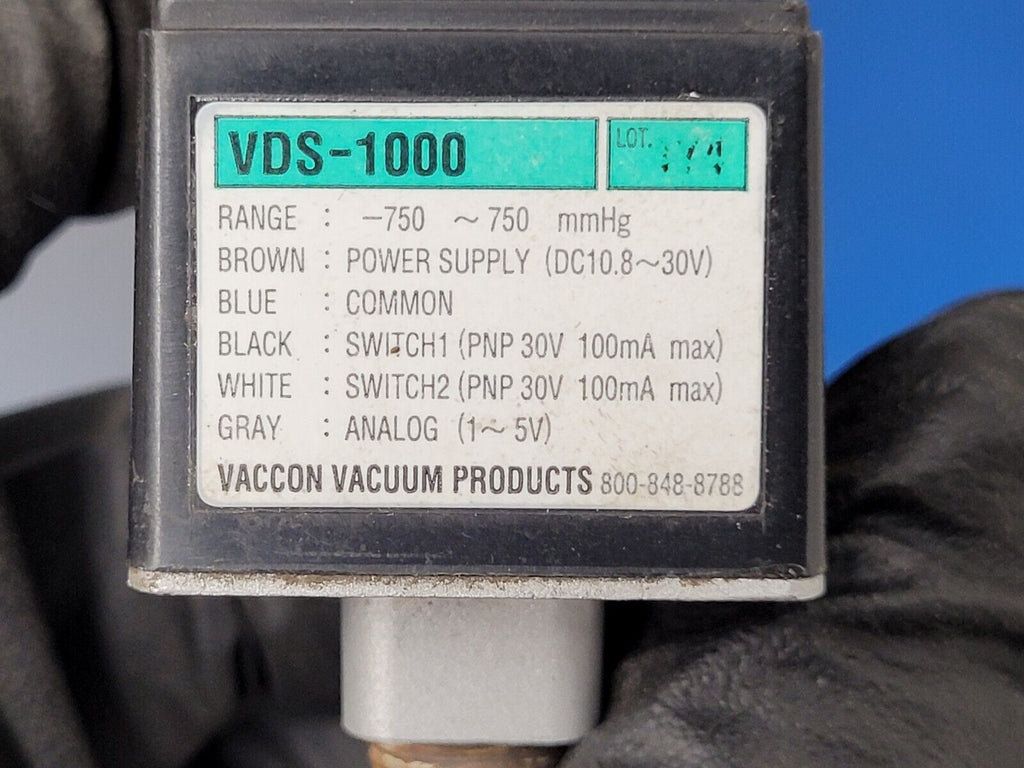 VDS-1000 LOT.
RANGE : −750 ~ 750 mmHg
BROWN : POWER SUPPLY (DC10.8~30V)
BLUE : COMMON
BLACK : SWITCH1 (PNP 30V 100mA max)
WHITE : SWITCH2 (PNP 30V 100mA max)
GRAY : ANALOG (1~ 5V)
VACCON VACUUM PRODUCTS 800-848-8788